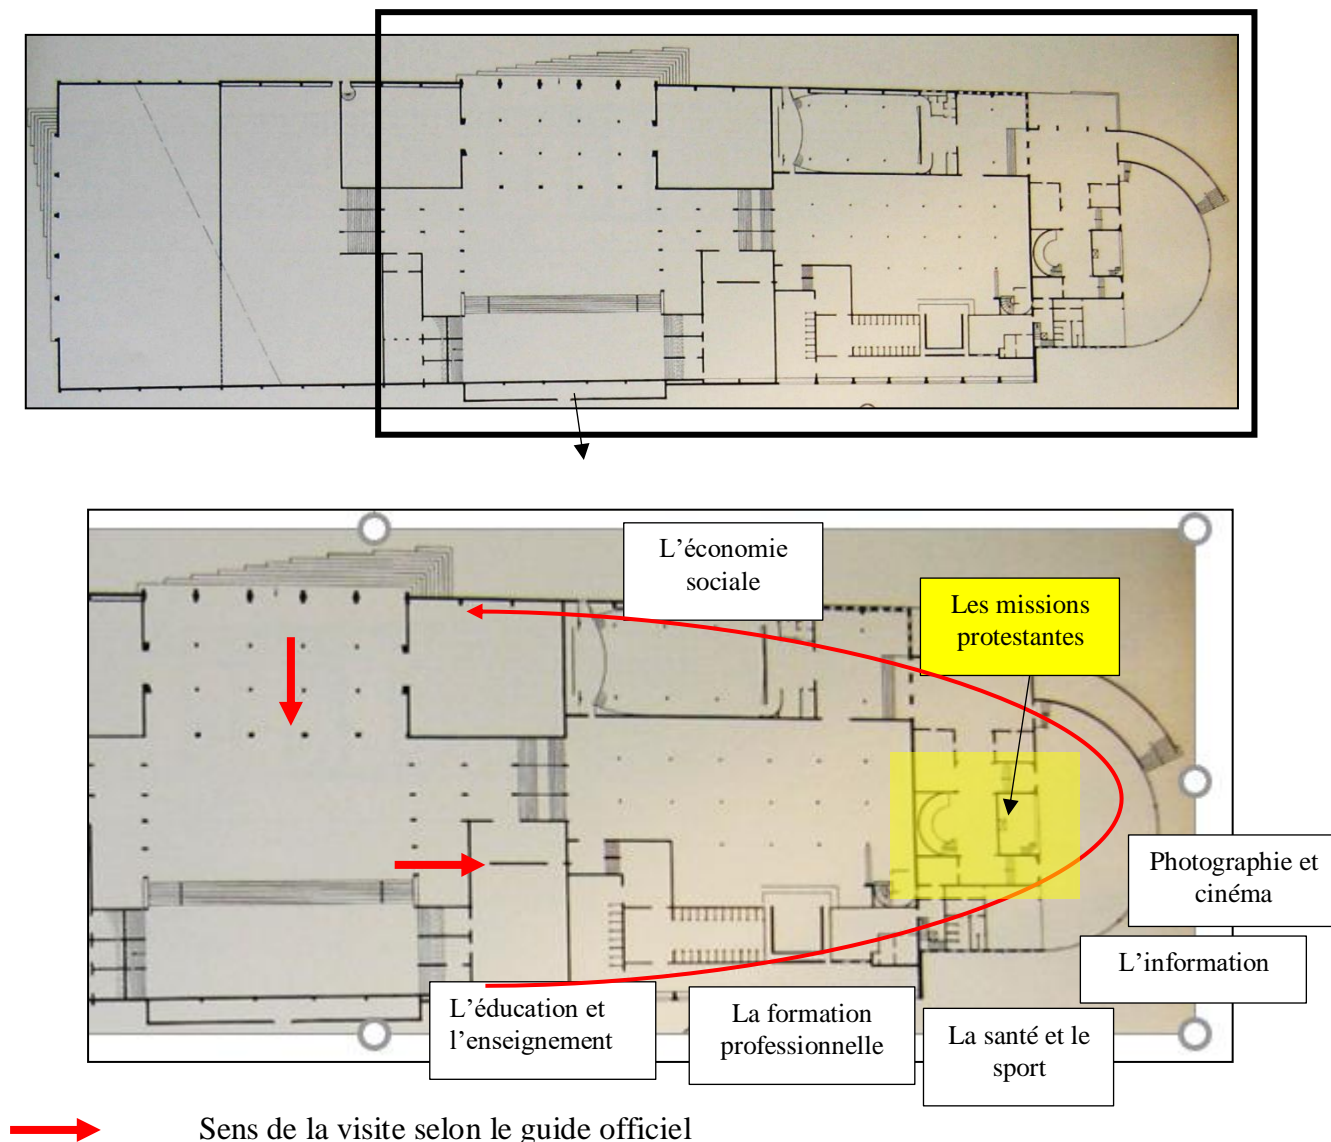 L’économie
sociale
Les missions
protestantes
Photographie et
cinéma
L’information
L’éducation et
l’enseignement
La formation
professionnelle
La santé et le
sport
Sens de la visite selon le guide officiel